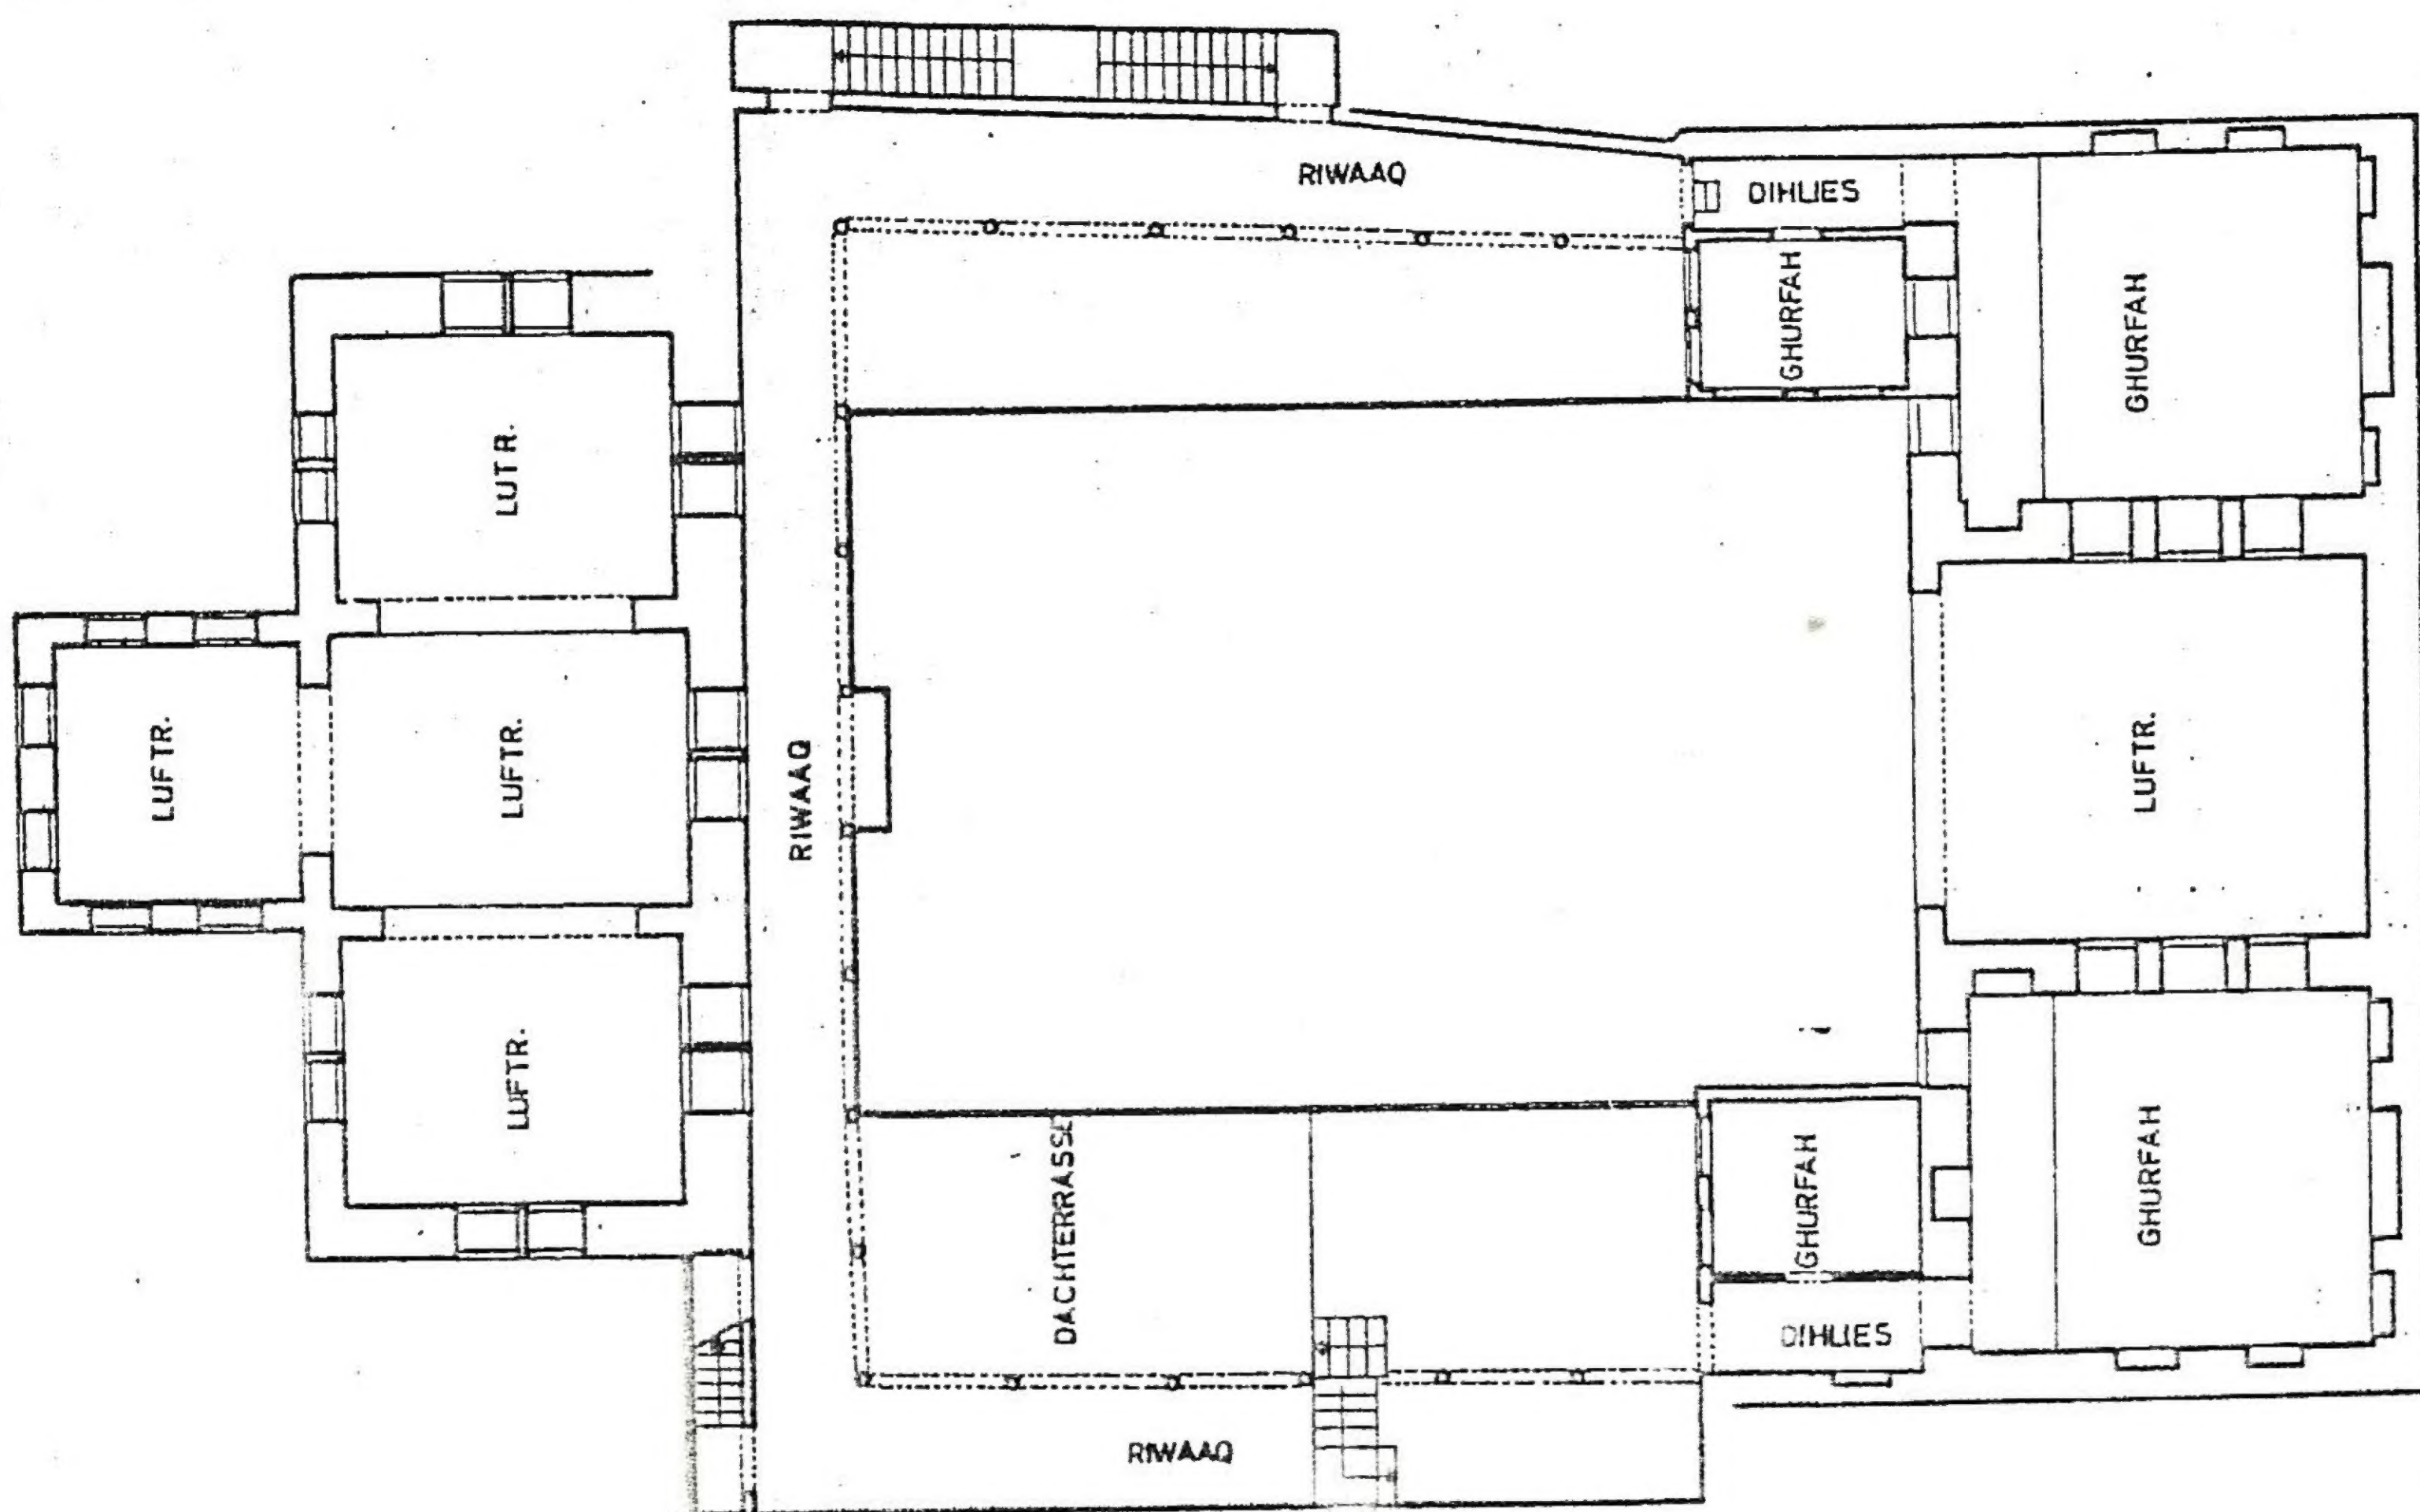 RIWAAQ
DIHLIES
GHURFAH
GHURFAH
LUTR.
LUFTR.
LUFTR.
RIWAAQ
LUFTR.
LUFTR.
DACHTERRASSE
GHURFAH
GHURFAH
DIHLIES
RIWAAQ